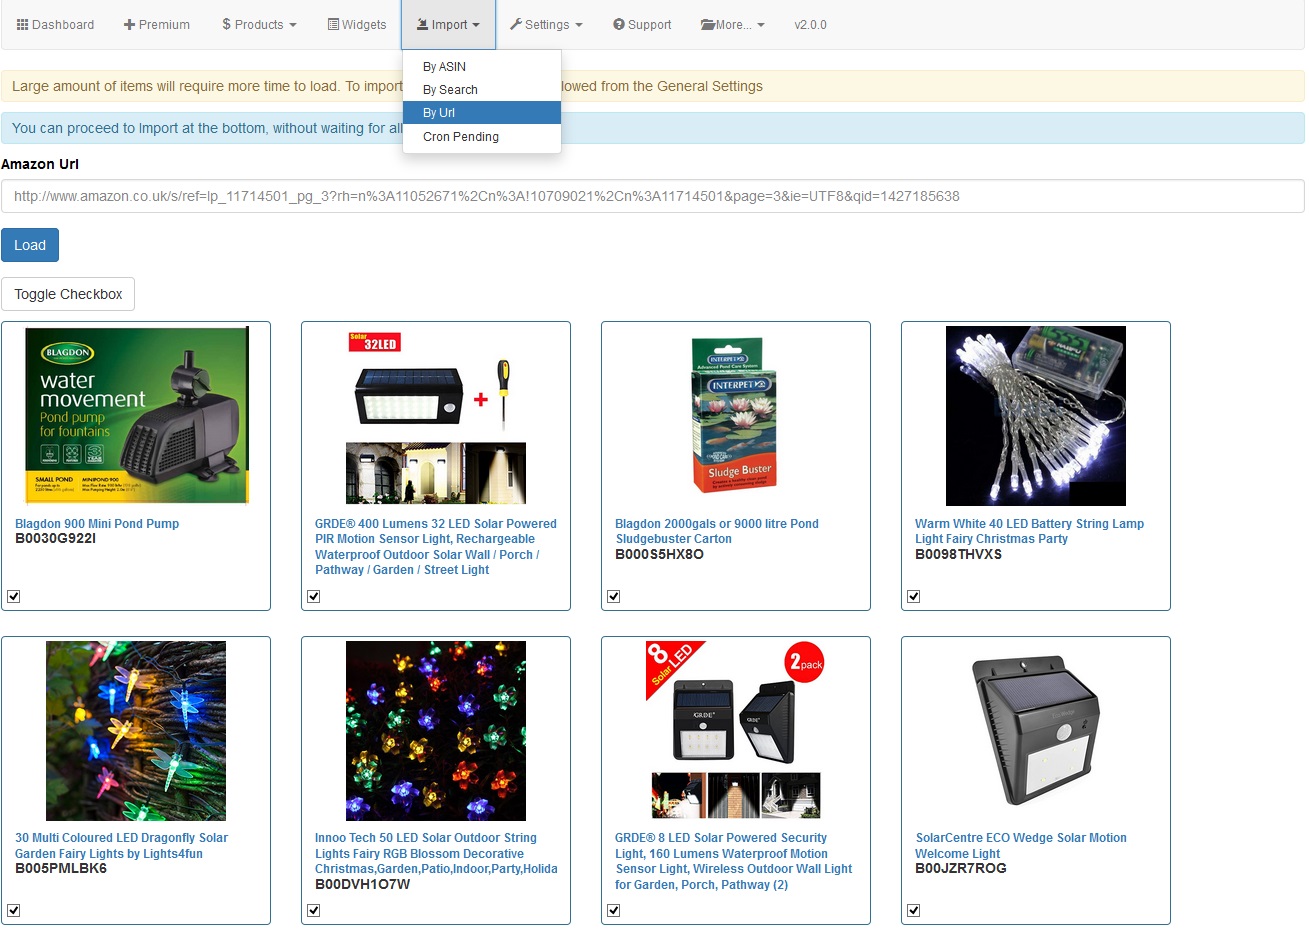 Dashboard
Premium
$ Products
Widgets
Import
Settings
Support
More...
v2.0.0
By ASIN
By Search
By Url
Cron Pending
Large amount of items will require more time to load. To import
lowed from the General Settings
You can proceed to Import at the bottom, without waiting for all
Amazon Url
http://www.amazon.co.uk/s/ref=lp_11714501_pg_3?rh=n%3A11052671%2Cn%3A!10709021%2Cn%3A11714501&page=3&ie=UTF8&qid=1427185638
Load
Toggle Checkbox
BLAGDON
water
movement
Pond pump
for fountains
SMALL POND
MINIPOND 900
Blagdon 900 Mini Pond Pump
B0030G922I
Solar
32LED
+
GRDE® 400 Lumens 32 LED Solar Powered
PIR Motion Sensor Light, Rechargeable
Waterproof Outdoor Solar Wall / Porch /
Pathway / Garden / Street Light
INTERPET
Advanced Pond Care System
INTERPET
Sludge Buster
Blagdon 2000gals or 9000 litre Pond
Sludgebuster Carton
B000S5HX8O
Warm White 40 LED Battery String Lamp
Light Fairy Christmas Party
B0098THVXS
30 Multi Coloured LED Dragonfly Solar
Garden Fairy Lights by Lights4fun
B005PMLBK6
Innoo Tech 50 LED Solar Outdoor String
Lights Fairy RGB Blossom Decorative
Christmas,Garden,Patio,Indoor,Party,Holida
B00DVH1O7W
8
Solar LED
2pack
GRDE
GRDE
GRDE® 8 LED Solar Powered Security
Light, 160 Lumens Waterproof Motion
Sensor Light, Wireless Outdoor Wall Light
for Garden, Porch, Pathway (2)
SolarCentre ECO Wedge Solar Motion
Welcome Light
B00JZR7ROG